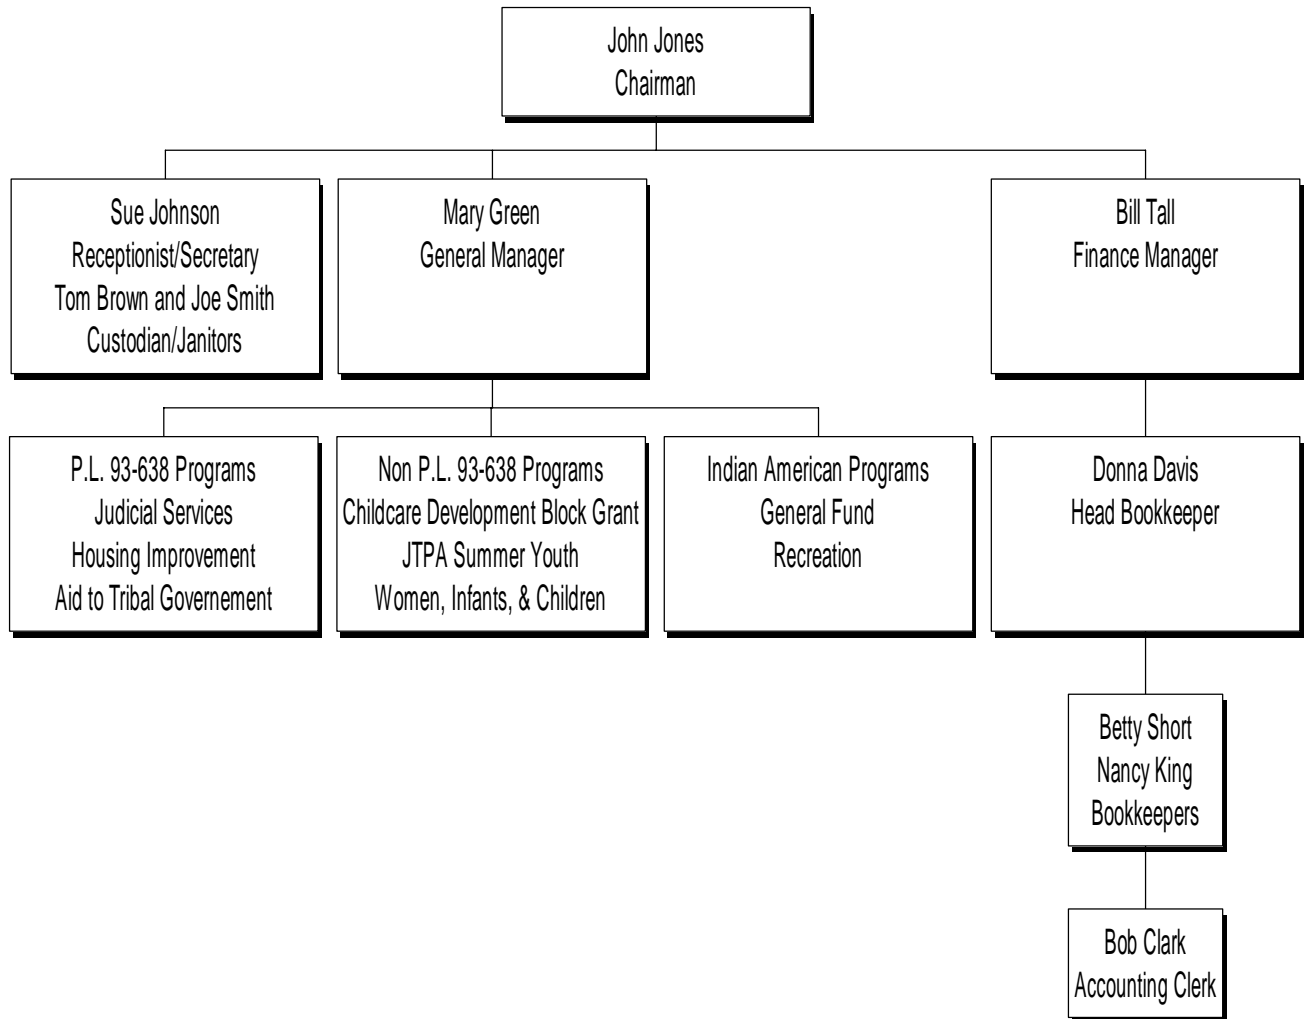 John Jones
Chairman
Sue Johnson
Receptionist/Secretary
Tom Brown and Joe Smith
Custodian/Janitors
Mary Green
General Manager
Bill Tall
Finance Manager
P.L. 93-638 Programs
Judicial Services
Housing Improvement
Aid to Tribal Governement
Non P.L. 93-638 Programs
Childcare Development Block Grant
JTPA Summer Youth
Women, Infants, & Children
Indian American Programs
General Fund
Recreation
Donna Davis
Head Bookkeeper
Betty Short
Nancy King
Bookkeepers
Bob Clark
Accounting Clerk